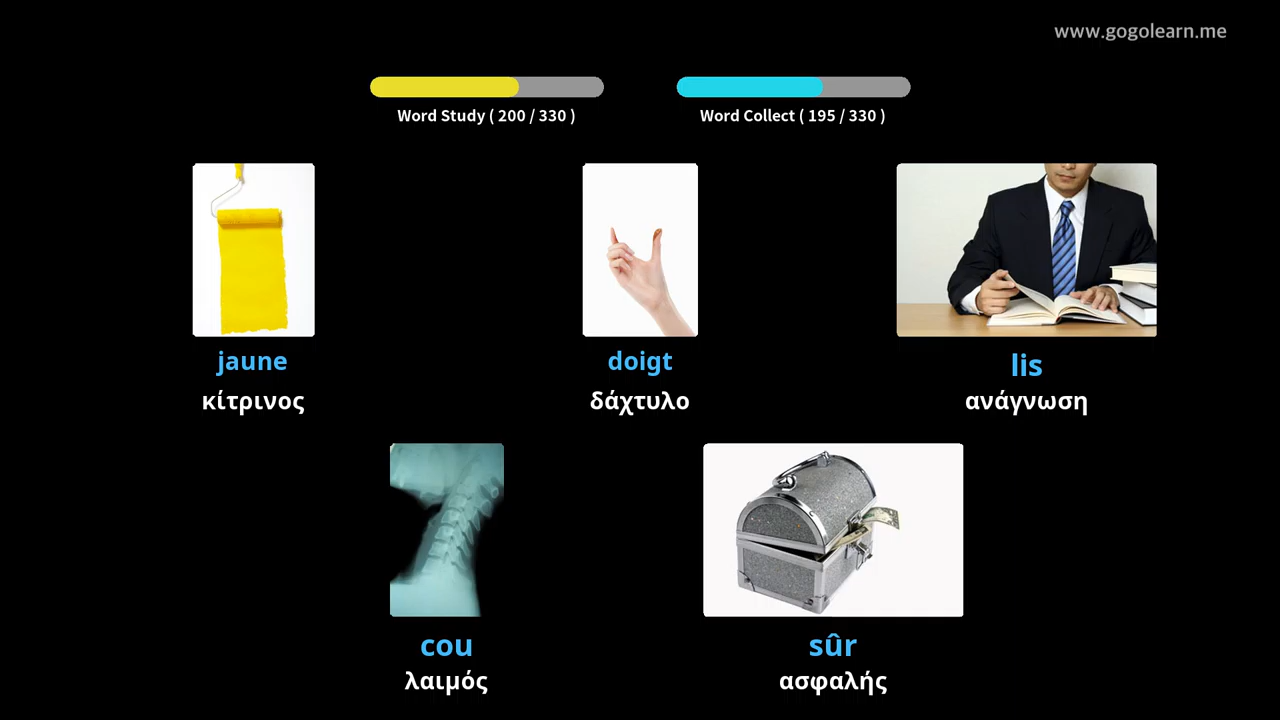 www.gogolearn.me
Word Study ( 200 / 330 )
Word Collect ( 195 / 330 )
jaune
κίτρινος
doigt
δάχτυλο
lis
ανάγνωση
cou
λαιμός
sûr
ασφαλής